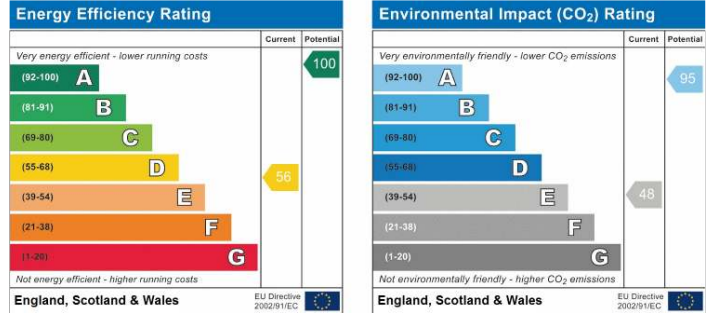 Energy Efficiency Rating
Current Potential
Very energy efficient - lower running costs
(92-100) A
(81-91) B
(69-80) C
(55-68) D
(39-54) E
(21-38) F
(1-20) G
100
56
Not energy efficient - higher running costs
England, Scotland & Wales
EU Directive
2002/91/EC
Environmental Impact (CO₂) Rating
Current Potential
Very environmentally friendly - lower CO₂ emissions
(92-100) A
(81-91) B
(69-80) C
(55-68) D
(39-54) E
(21-38) F
(1-20) G
95
48
Not environmentally friendly - higher CO₂ emissions
England, Scotland & Wales
EU Directive
2002/91/EC